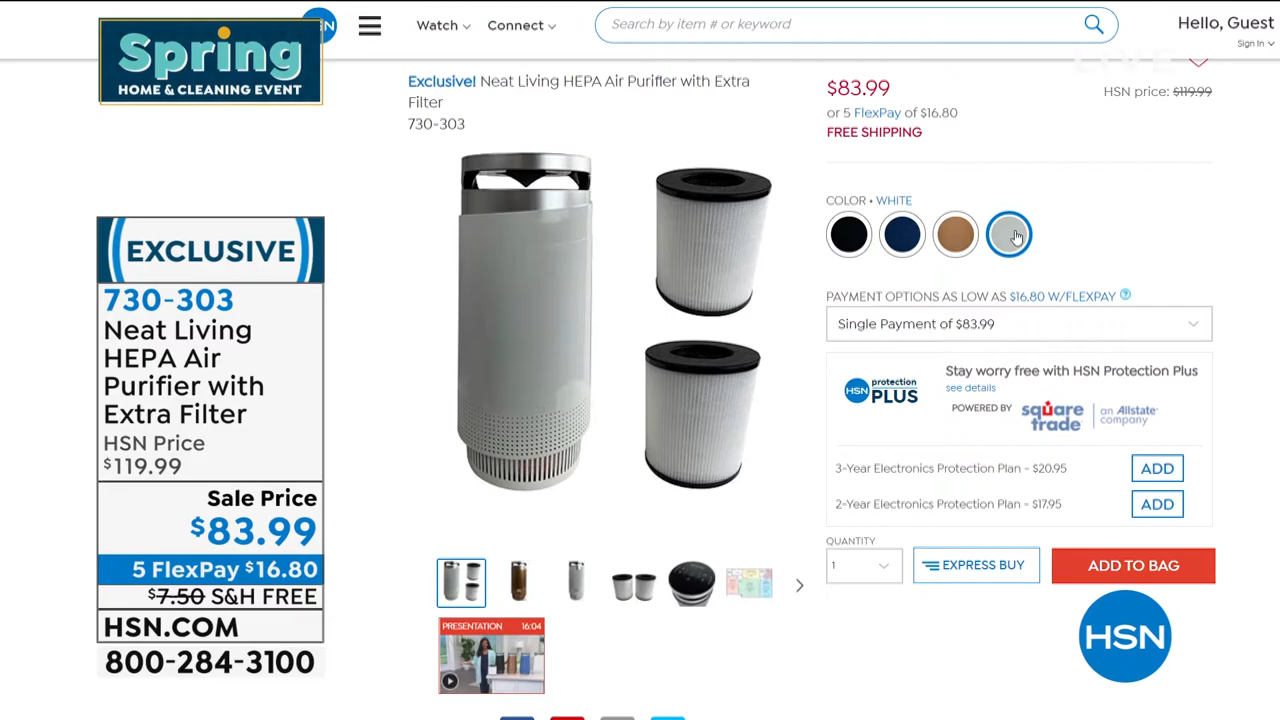 Spring
HOME & CLEANING EVENT
Watch
Connect
Search by item # or keyword
Hello, Guest
Sign In
Exclusive! Neat Living HEPA Air Purifier with Extra
Filter
730-303
$83.99
HSN price: $119.99
or 5 FlexPay of $16.80
FREE SHIPPING
COLOR • WHITE
PAYMENT OPTIONS AS LOW AS $16.80 W/FLEXPAY ?
Single Payment of $83.99
HSN protection PLUS
Stay worry free with HSN Protection Plus
see details
POWERED BY square trade | an Allstate company
3-Year Electronics Protection Plan - $20.95
ADD
2-Year Electronics Protection Plan - $17.95
ADD
QUANTITY
1
EXPRESS BUY
ADD TO BAG
HSN
PRESENTATION 16:04
EXCLUSIVE
730-303
Neat Living
HEPA Air
Purifier with
Extra Filter
HSN Price
$119.99
Sale Price
$83.99
5 FlexPay $16.80
$7.50 S&H FREE
HSN.COM
800-284-3100